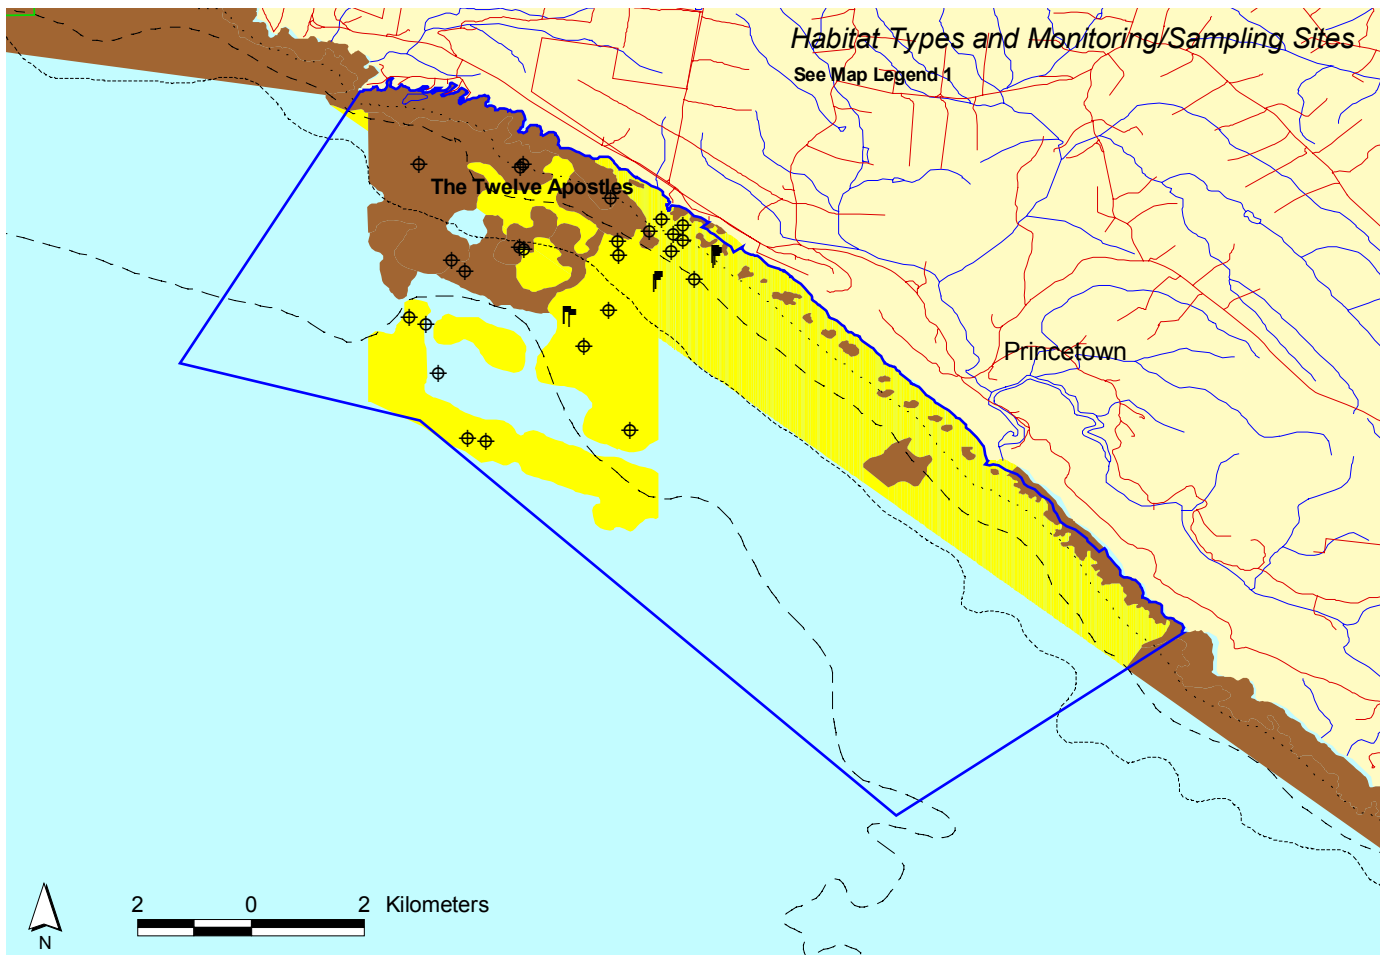 Habitat Types and Monitoring/Sampling Sites
See Map Legend 1
The Twelve Apostles
Princetown
2 0 2 Kilometers
N